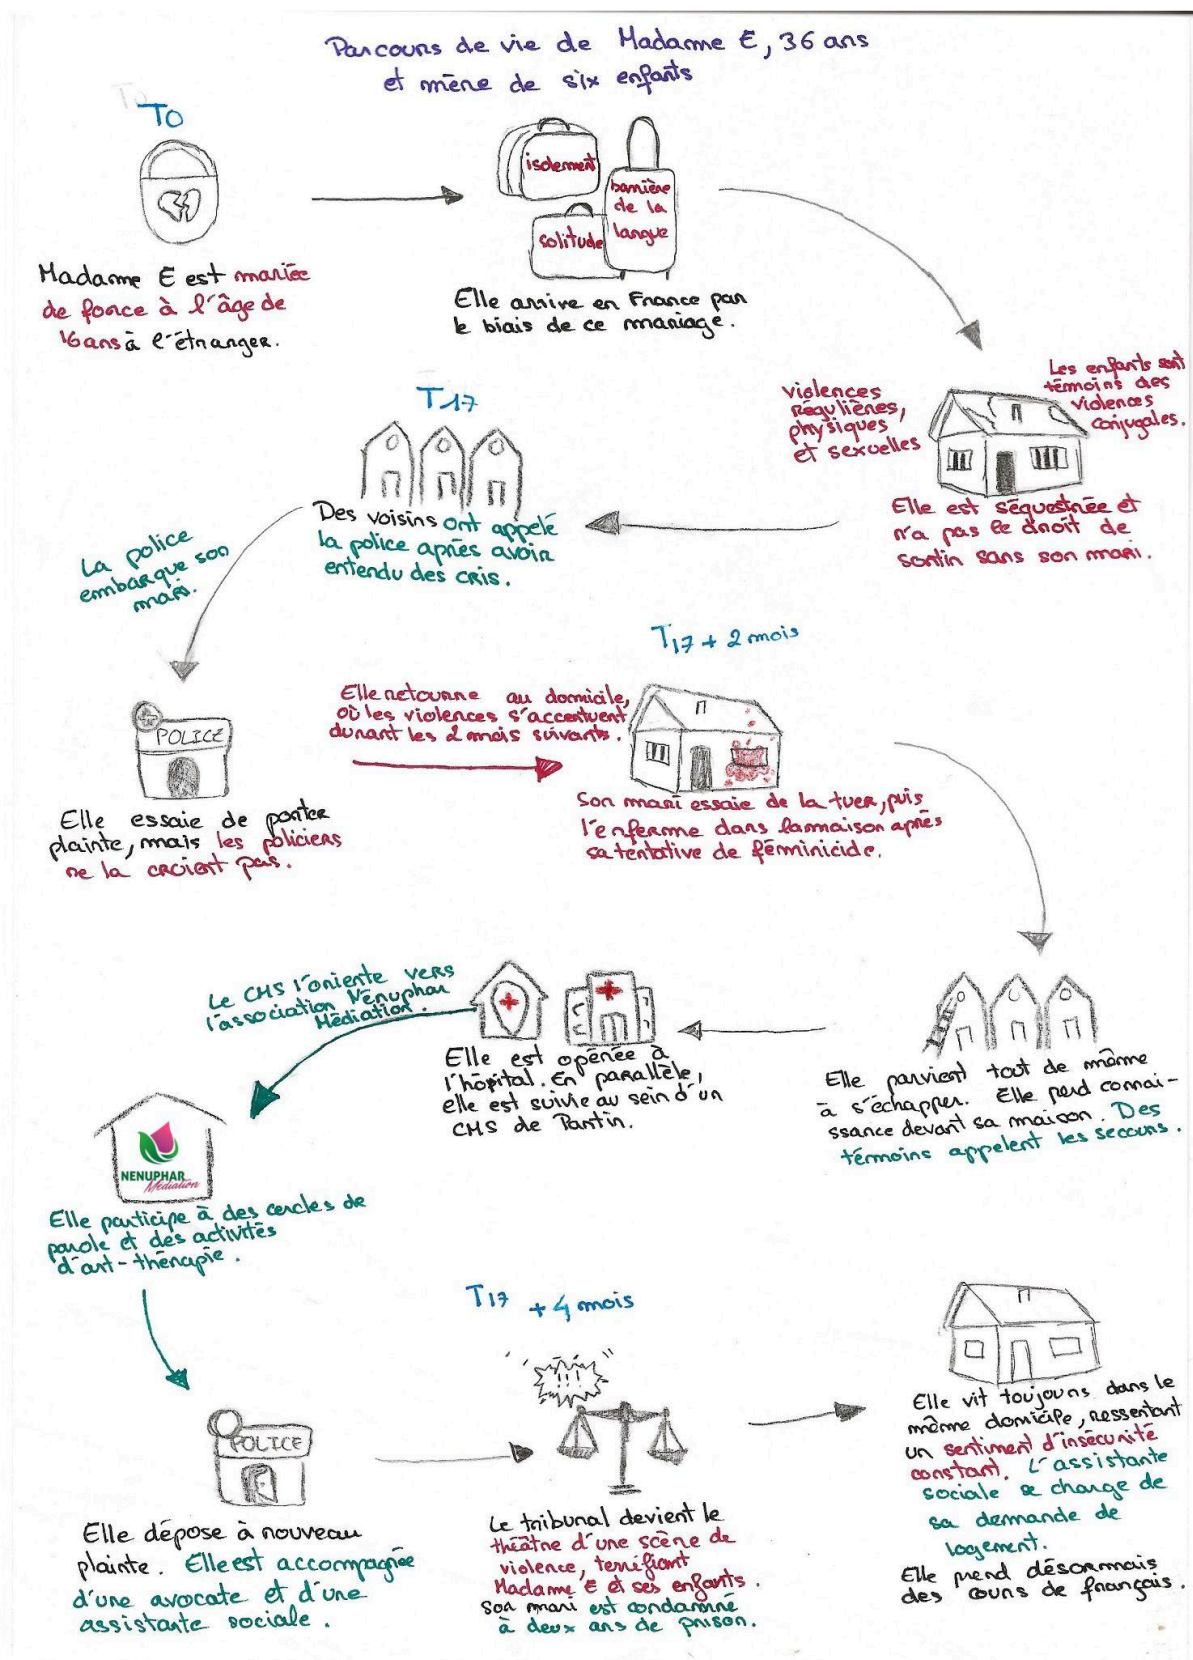 Parcours de vie de Madame E, 36 ans
et mère de six enfants
T0
isolement
barrière
de la
langue
solitude
Madame E est mariée
de force à l'âge de
16 ans à l'étranger.
Elle arrive en France par
le biais de ce mariage.
violences
régulières,
physiques
et sexuelles
Les enfants sont
témoins des
violences
conjugales.
Elle est séquestrée et
n'a pas le droit de
sortir sans son mari.
T17
Des voisins ont appelé
la police après avoir
entendu des cris.
La police
embarque son
mari.
POLICE
Elle essaie de porter
plainte, mais les policiers
ne la croient pas.
Elle retourne au domicile,
où les violences s'accentuent
durant les 2 mois suivants.
T17 + 2 mois
Son mari essaie de la tuer, puis
l'enferme dans la maison après
sa tentative de féminicide.
Elle parvient tout de même
à s'échapper. Elle perd connai-
ssance devant sa maison. Des
témoins appelent les secours.
Elle est opérée à
l'hôpital. En parallèle,
elle est suivie au sein d'un
CMS de Pantin.
Le CMS l'oriente vers
l'association Nénuphar
Médiation.
NENUPHAR
Médiation
Elle participe à des cercles de
parole et des activités
d'art-thérapie.
POLICE
Elle dépose à nouveau
plainte. Elle est accompagnée
d'une avocate et d'une
assistante sociale.
T17 + 4 mois
!!!
Le tribunal devient le
théâtre d'une scène de
violence, terrifiant
Madame E et ses enfants.
Son mari est condamné
à deux ans de prison.
Elle vit toujours dans le
même domicile, ressentant
un sentiment d'insécurité
constant. L'assistante
sociale se charge de
sa demande de
logement.
Elle prend désormais
des cours de français.